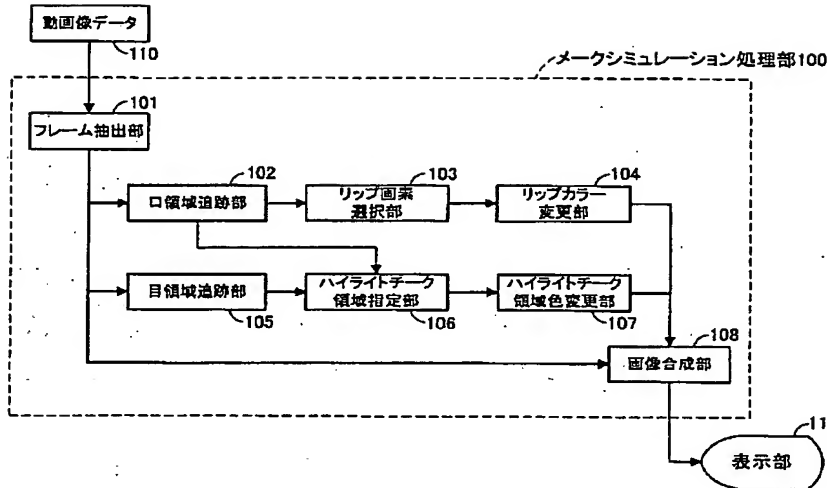 動画像データ
110
メークシミュレーション処理部100
101
フレーム抽出部
102
口領域追跡部
103
リップ画素
選択部
104
リップカラー
変更部
目領域追跡部
105
ハイライトチーク
領域指定部
106
ハイライトチーク
領域色変更部
107
108
画像合成部
11
表示部